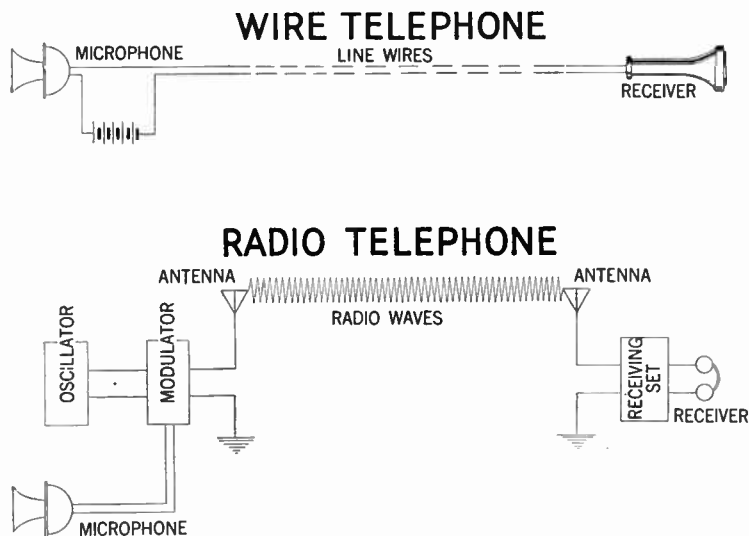 WIRE TELEPHONE
MICROPHONE
LINE WIRES
RECEIVER
RADIO TELEPHONE
ANTENNA
ANTENNA
RADIO WAVES
OSCILLATOR
MODULATOR
RECEIVING
SET
RECEIVER
MICROPHONE